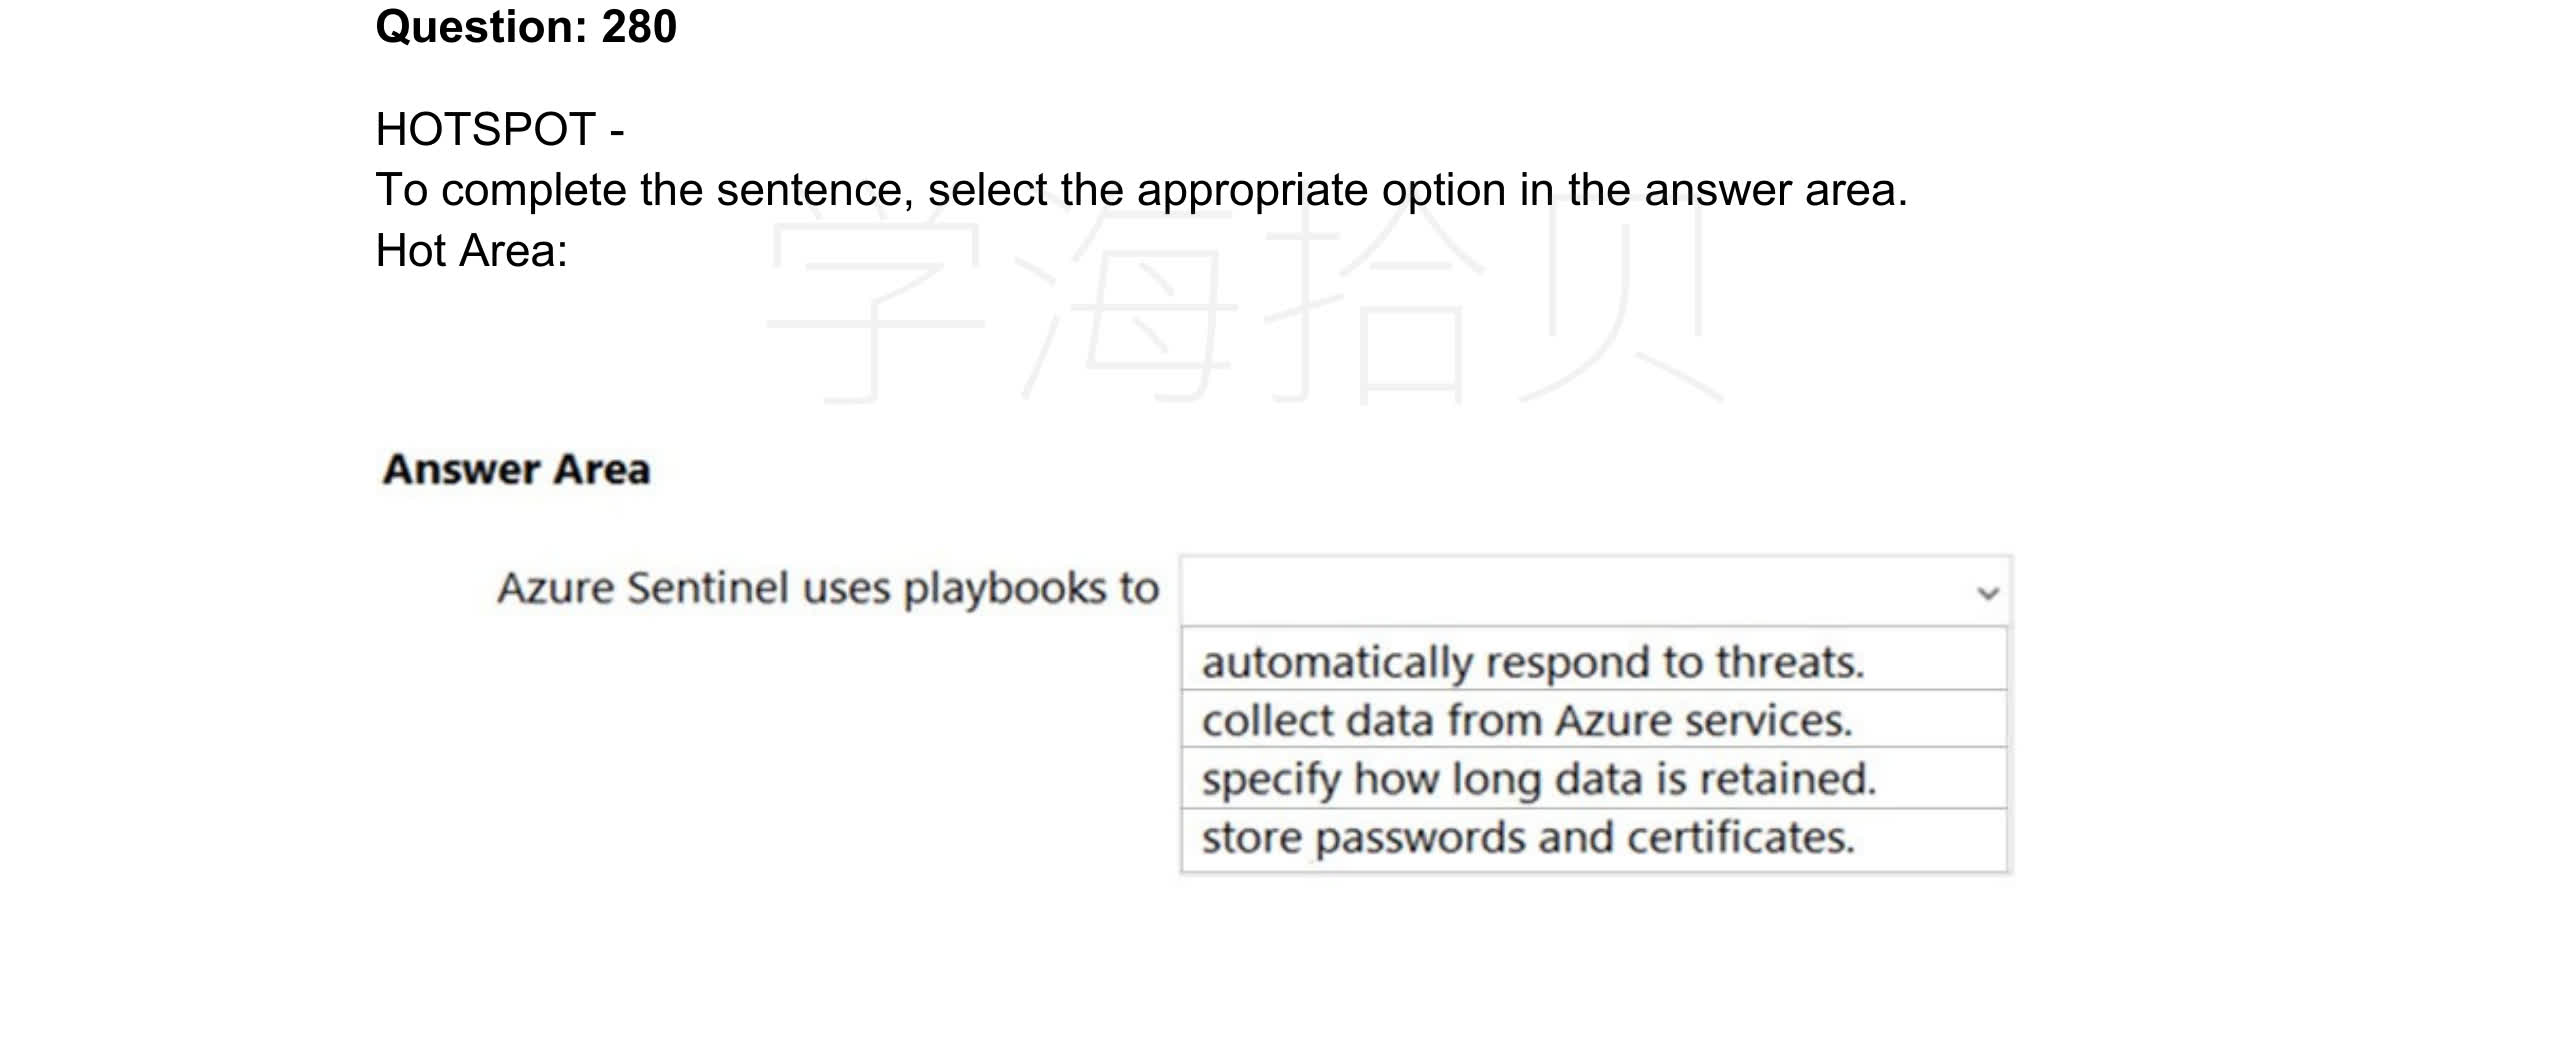 Question: 280
HOTSPOT -
To complete the sentence, select the appropriate option in the answer area.
Hot Area:
学海拾贝
Answer Area
Azure Sentinel uses playbooks to
automatically respond to threats.
collect data from Azure services.
specify how long data is retained.
store passwords and certificates.